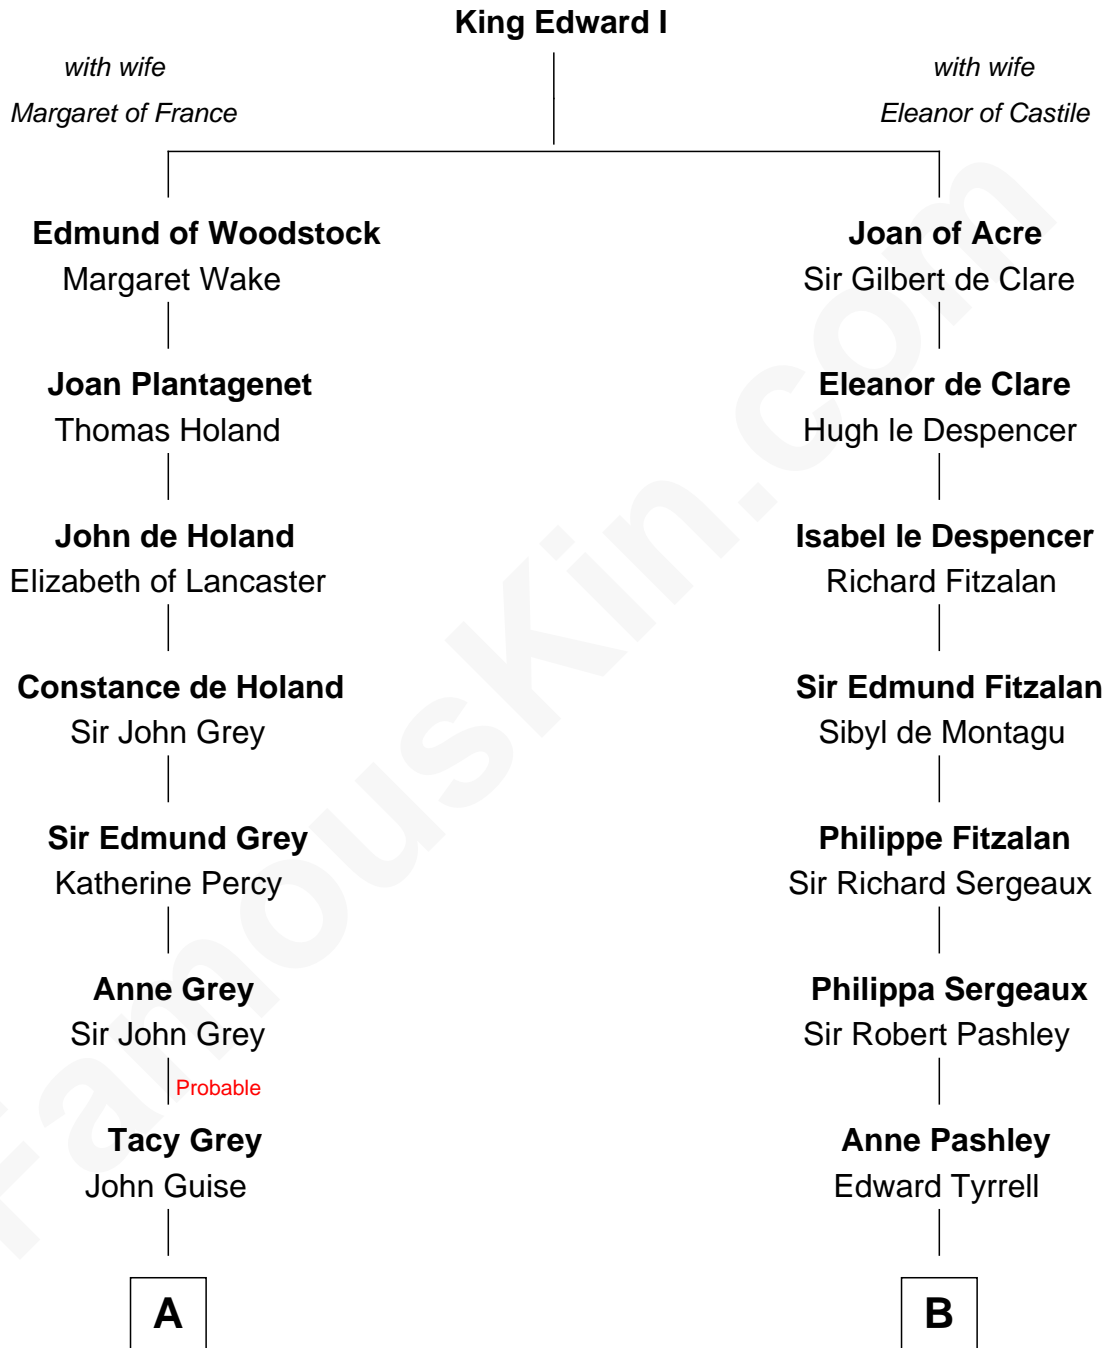 King Edward I
with wife
Margaret of France
with wife
Eleanor of Castile
Edmund of Woodstock
Margaret Wake
Joan of Acre
Sir Gilbert de Clare
Joan Plantagenet
Thomas Holand
Eleanor de Clare
Hugh le Despencer
John de Holand
Elizabeth of Lancaster
Isabel le Despencer
Richard Fitzalan
Constance de Holand
Sir John Grey
Sir Edmund Fitzalan
Sibyl de Montagu
Sir Edmund Grey
Katherine Percy
Philippe Fitzalan
Sir Richard Sergeaux
Anne Grey
Sir John Grey
Philippa Sergeaux
Sir Robert Pashley
Probable
Tacy Grey
John Guise
Anne Pashley
Edward Tyrrell
A
B
FamousKin.com